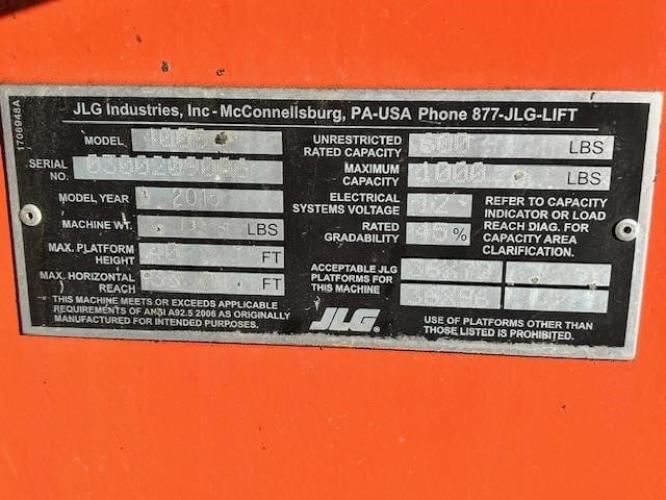 JLG Industries, Inc - McConnellsburg, PA-USA Phone 877-JLG-LIFT
1706948A
MODEL
SERIAL NO.
MODEL YEAR
MACHINE WT. LBS
MAX. PLATFORM HEIGHT FT
MAX. HORIZONTAL REACH FT
THIS MACHINE MEETS OR EXCEEDS APPLICABLE
REQUIREMENTS OF ANSI A92.5 2006 AS ORIGINALLY
MANUFACTURED FOR INTENDED PURPOSES.
UNRESTRICTED
RATED CAPACITY LBS
MAXIMUM
CAPACITY 1000 LBS
ELECTRICAL
SYSTEMS VOLTAGE 12
RATED
GRADABILITY 45%
REFER TO CAPACITY
INDICATOR OR LOAD
REACH DIAG. FOR
CAPACITY AREA
CLARIFICATION.
ACCEPTABLE JLG
PLATFORMS FOR
THIS MACHINE
JLG®
USE OF PLATFORMS OTHER THAN
THOSE LISTED IS PROHIBITED.